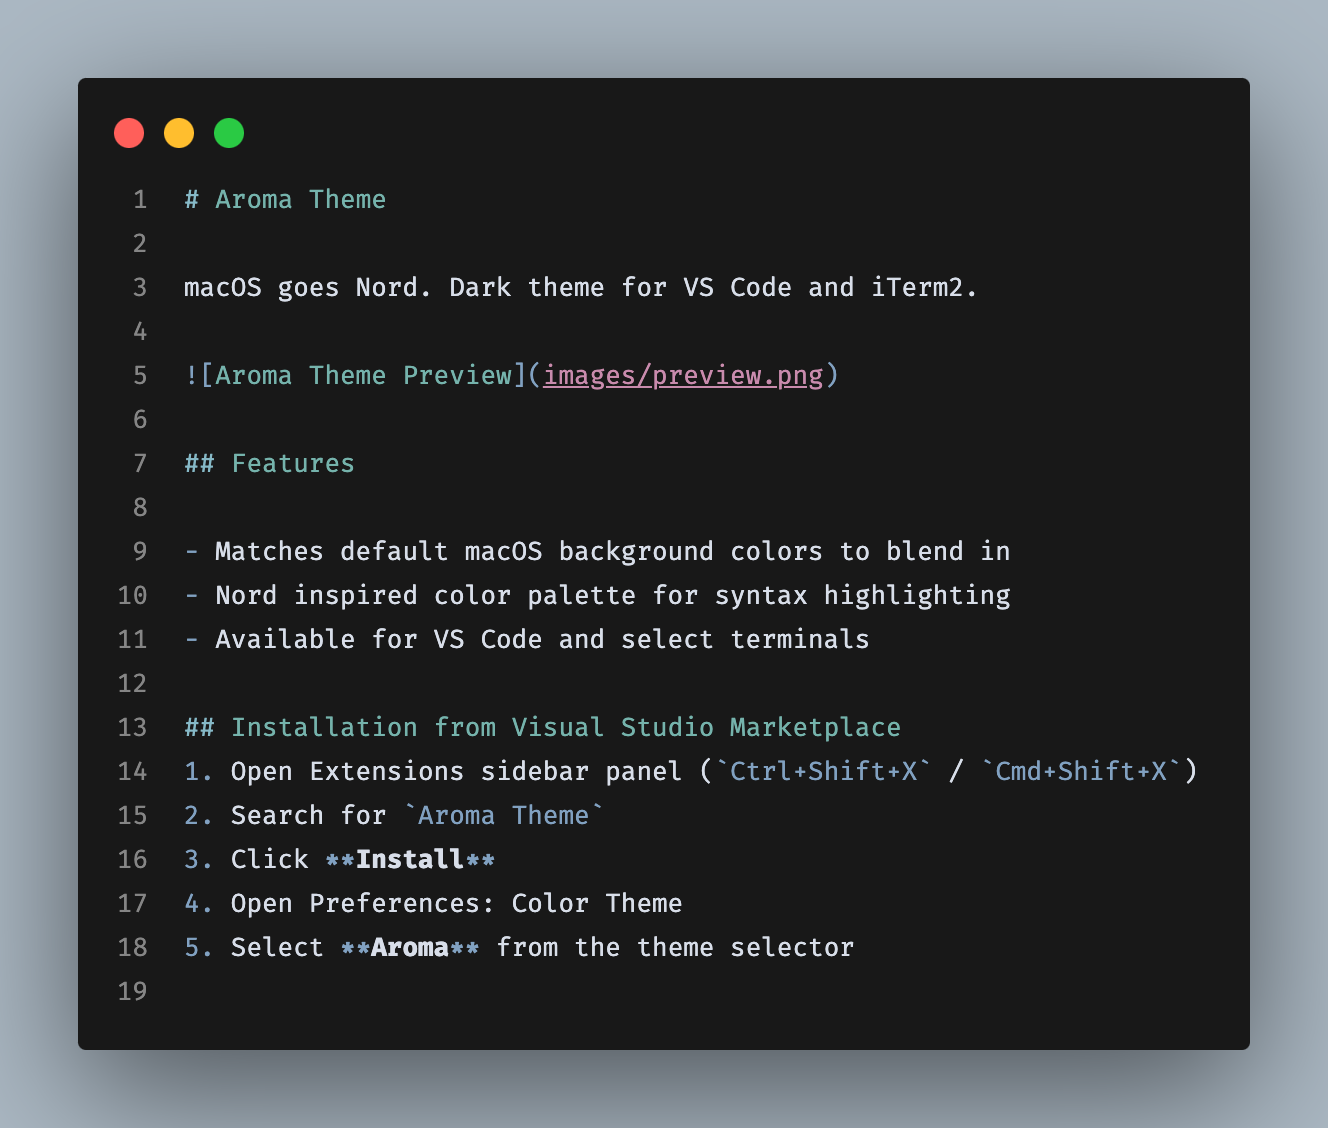 1 # Aroma Theme
2
3 macOS goes Nord. Dark theme for VS Code and iTerm2.
4
5 ![Aroma Theme Preview](images/preview.png)
6
7 ## Features
8
9 - Matches default macOS background colors to blend in
10 - Nord inspired color palette for syntax highlighting
11 - Available for VS Code and select terminals
12
13 ## Installation from Visual Studio Marketplace
14 1. Open Extensions sidebar panel (`Ctrl+Shift+X` / `Cmd+Shift+X`)
15 2. Search for `Aroma Theme`
16 3. Click **Install**
17 4. Open Preferences: Color Theme
18 5. Select **Aroma** from the theme selector
19